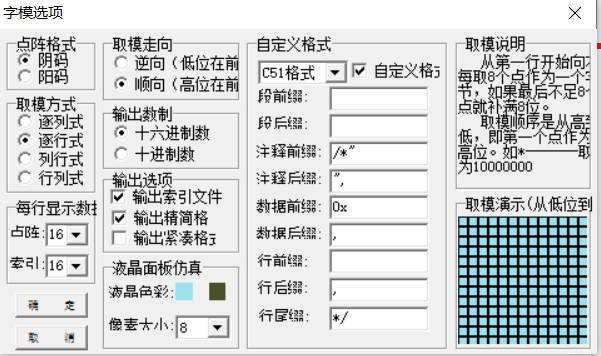 字模选项
点阵格式
阴码
阳码
取模方式
逐列式
逐行式
列行式
行列式
每行显示数据
点阵: 16
索引: 16
确 定
取 消
取模走向
逆向（低位在前
顺向（高位在前
输出数制
十六进制数
十进制数
输出选项
输出索引文件
输出精简格
输出紧凑格式
液晶面板仿真
液晶色彩:
像素大小: 8
自定义格式
C51格式
自定义格式
段前缀:
段后缀:
注释前缀: /*"
注释后缀: ",
数据前缀: 0x
数据后缀: ,
行前缀:
行后缀: ,
行尾缀: */
取模说明
从第一行开始向
每取8个点作为一个字
节，如果最后不足8个
点就补满8位。
取模顺序是从高到
低，即第一个点作为
高位。如*-------取
为10000000
取模演示(从低位到